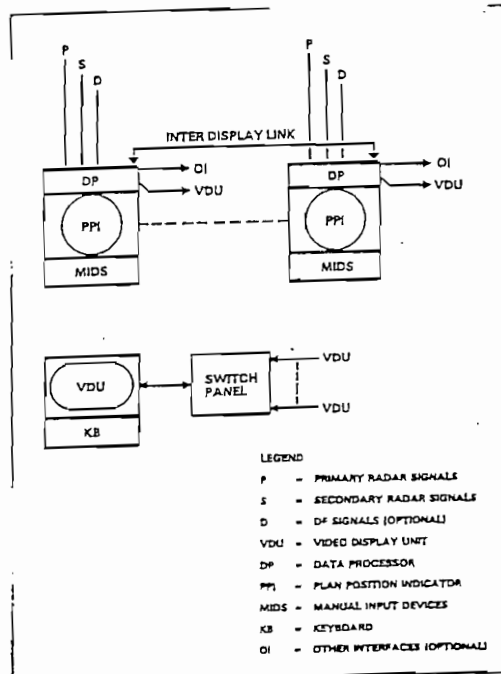 P
S
D
P
S
D
INTER DISPLAY LINK
DP
OI
VDU
DP
OI
VDU
PPI
PPI
MIDS
MIDS
VDU
KB
SWITCH
PANEL
VDU
VDU
LEGEND
P = PRIMARY RADAR SIGNALS
S = SECONDARY RADAR SIGNALS
D = DF SIGNALS (OPTIONAL)
VDU = VIDEO DISPLAY UNIT
DP = DATA PROCESSOR
PPI = PLAN POSITION INDICATOR
MIDS = MANUAL INPUT DEVICES
KB = KEYBOARD
OI = OTHER INTERFACES (OPTIONAL)